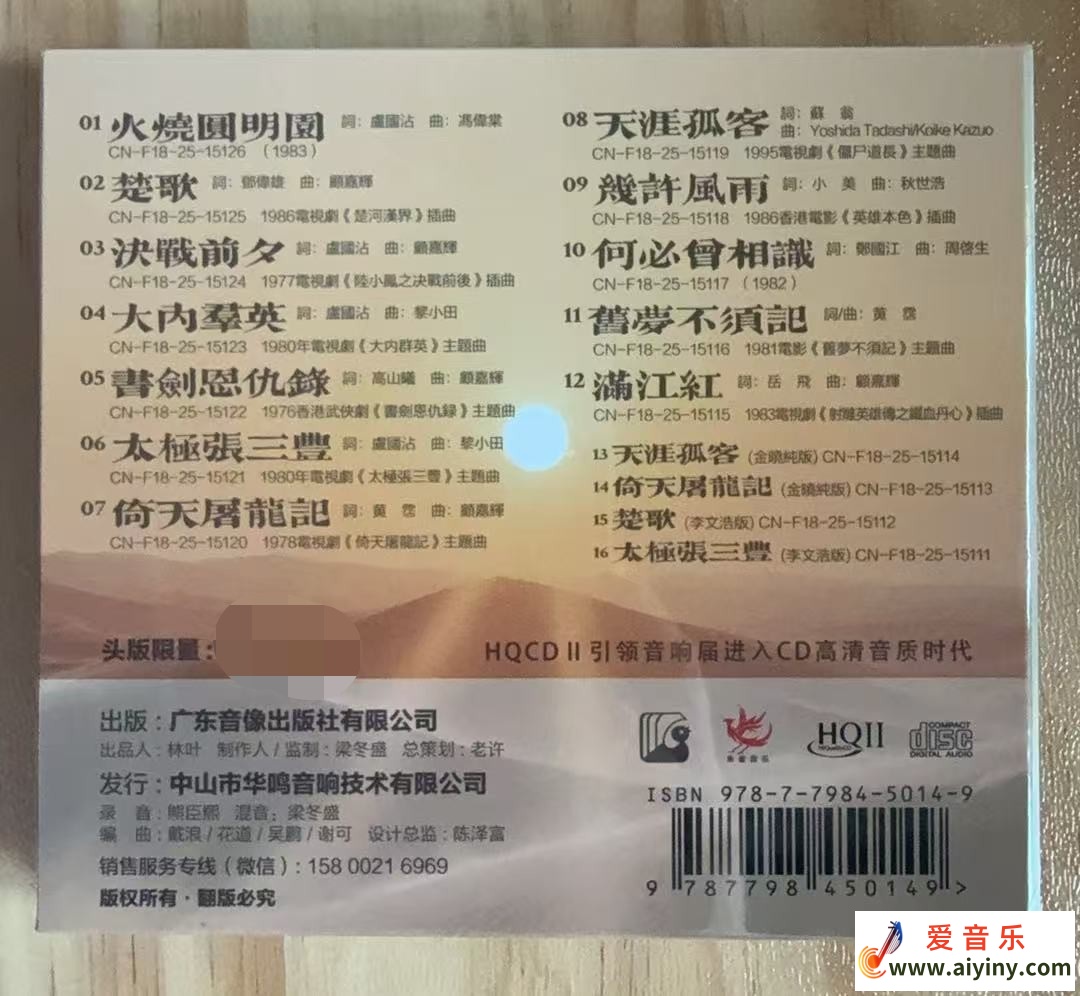 01 火燒圓明園 詞：盧國沾 曲：馮偉棠
CN-F18-25-15126 （1983）
02 楚歌 詞：鄧偉雄 曲：顧嘉輝
CN-F18-25-15125 1986電視劇《楚河漢界》插曲
03 決戰前夕 詞：盧國沾 曲：顧嘉輝
CN-F18-25-15124 1977電視劇《陸小鳳之決戰前後》插曲
04 大内羣英 詞：盧國沾 曲：黎小田
CN-F18-25-15123 1980年電視劇《大内群英》主題曲
05 書劍恩仇錄 詞：高山曦 曲：顧嘉輝
CN-F18-25-15122 1976香港武俠劇《書劍恩仇録》主題曲
06 太極張三豐 詞：盧國沾 曲：黎小田
CN-F18-25-15121 1980年電視劇《太極張三豐》主題曲
07 倚天屠龍記 詞：黄霑 曲：顧嘉輝
CN-F18-25-15120 1978電視劇《倚天屠龍記》主題曲
08 天涯孤客 詞：蘇翁
曲：Yoshida Tadashi/Koike Kazuo
CN-F18-25-15119 1995電視劇《僵尸道長》主題曲
09 幾許風雨 詞：小美 曲：秋世浩
CN-F18-25-15118 1986香港電影《英雄本色》插曲
10 何必曾相識 詞：鄭國江 曲：周啓生
CN-F18-25-15117 （1982）
11 舊夢不須記 詞/曲：黄霑
CN-F18-25-15116 1981電影《舊夢不須記》主題曲
12 滿江紅 詞：岳飛 曲：顧嘉輝
CN-F18-25-15115 1983電視劇《射雕英雄傳之鐵血丹心》插曲
13 天涯孤客 (金曉純版) CN-F18-25-15114
14 倚天屠龍記 (金曉純版) CN-F18-25-15113
15 楚歌 (李文浩版) CN-F18-25-15112
16 太極張三豐 (李文浩版) CN-F18-25-15111
头版限量：
HQCD II 引领音响届进入CD高清音质时代
出版：广东音像出版社有限公司
出品人：林叶 制作人/监制：梁冬盛 总策划：老许
发行：中山市华鸣音响技术有限公司
录 音：熊臣熙 混音：梁冬盛
编 曲：戴浪/花道/吴鹏/谢可 设计总监：陈泽富
销售服务专线（微信）：158 0021 6969
版权所有·翻版必究
HQII
HiQualityCD
COMPACT
disc
DIGITAL AUDIO
ISBN 978-7-7984-5014-9
9 787798 450149 >
爱音乐
www.aiyiny.com